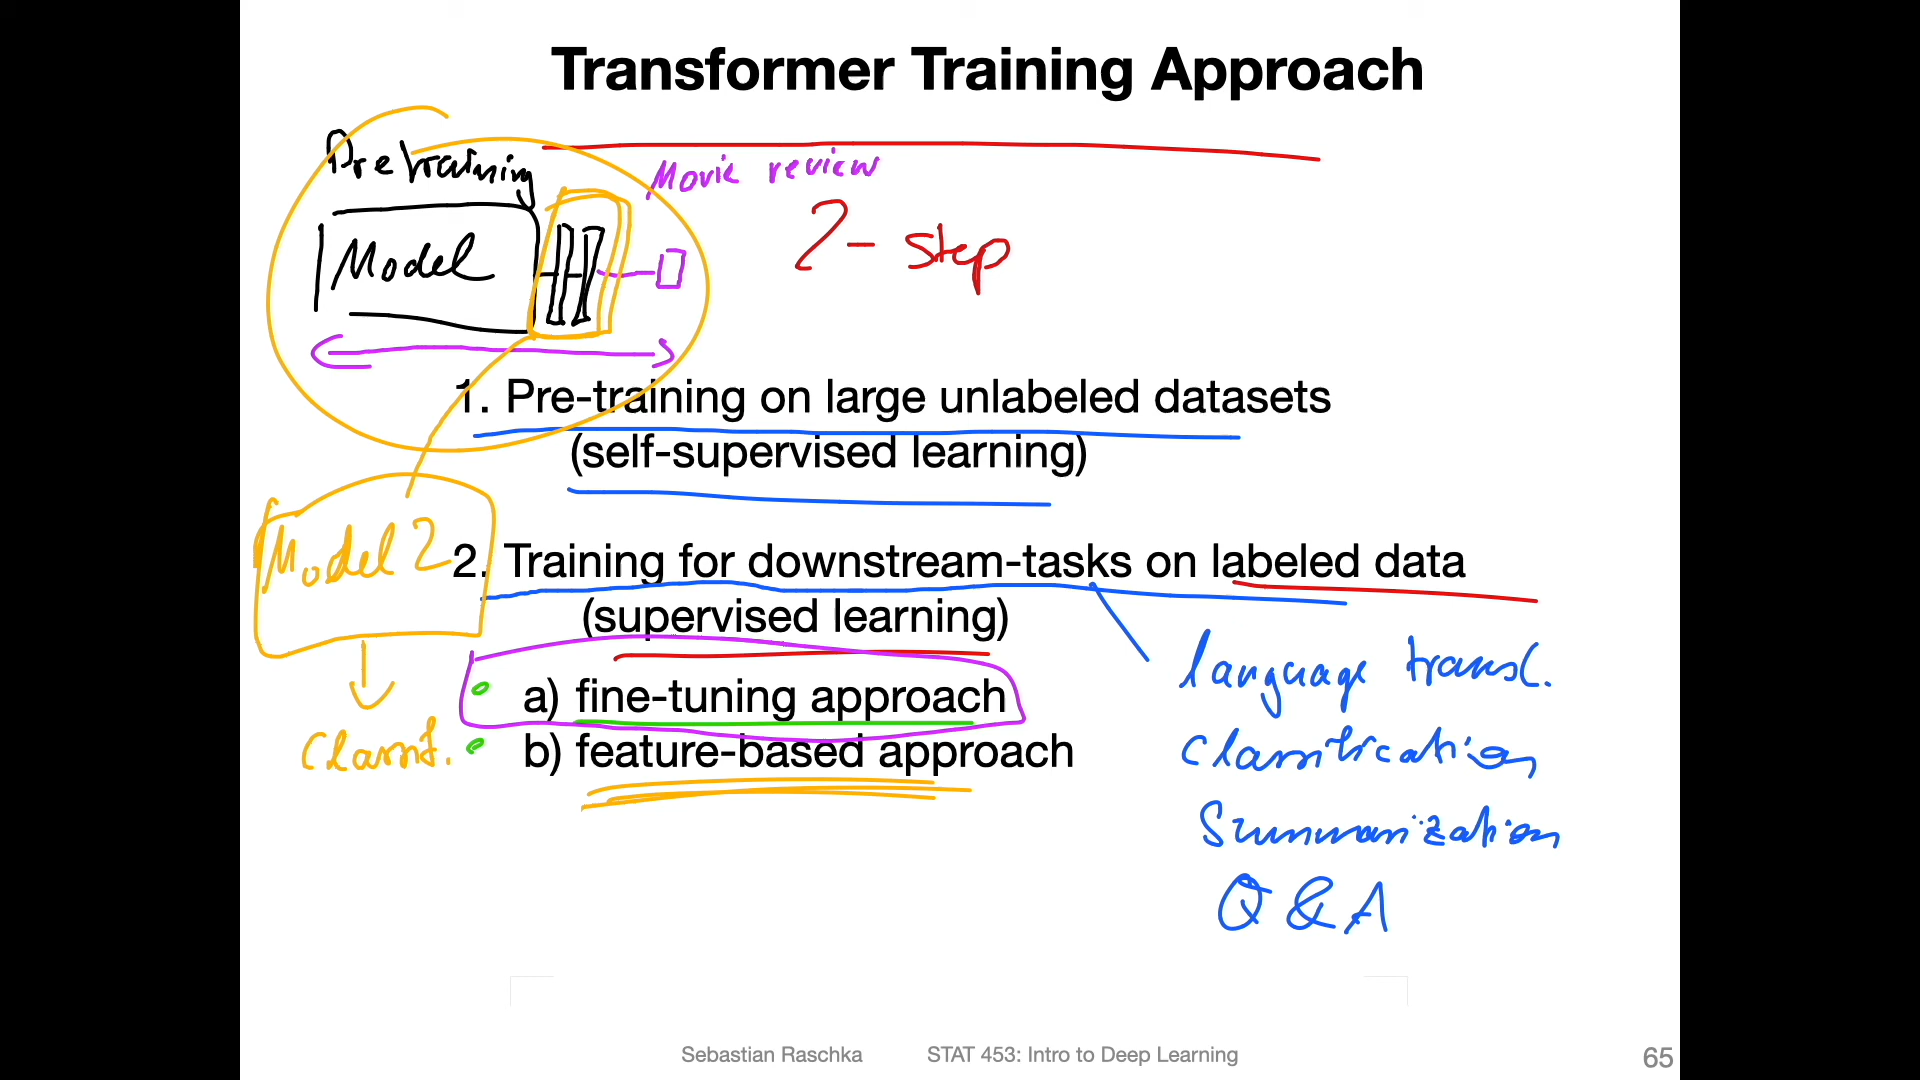 Transformer Training Approach
Pretraining
Movie review
Model
2-step
1. Pre-training on large unlabeled datasets
(self-supervised learning)
Model 2
2. Training for downstream-tasks on labeled data
(supervised learning)
language transl.
a) fine-tuning approach
Classif.
b) feature-based approach
Classification
Summarization
Q & A
Sebastian Raschka STAT 453: Intro to Deep Learning 65